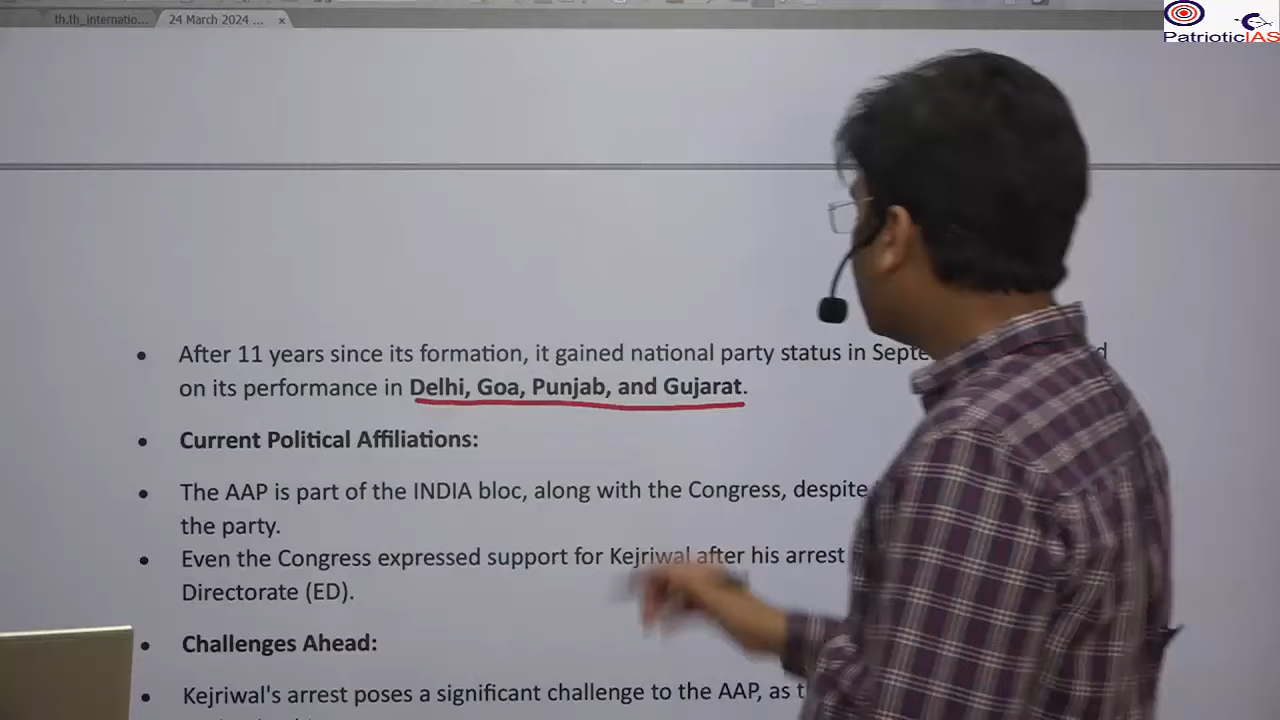 th.th_internatio...
24 March 2024 ...
PatrioticIAS
After 11 years since its formation, it gained national party status in
on its performance in Delhi, Goa, Punjab, and Gujarat.
Current Political Affiliations:
The AAP is part of the INDIA bloc, along with the Congress, despite
the party.
Even the Congress expressed support for Kejriwal after his arrest
Directorate (ED).
Challenges Ahead:
Kejriwal's arrest poses a significant challenge to the AAP, as